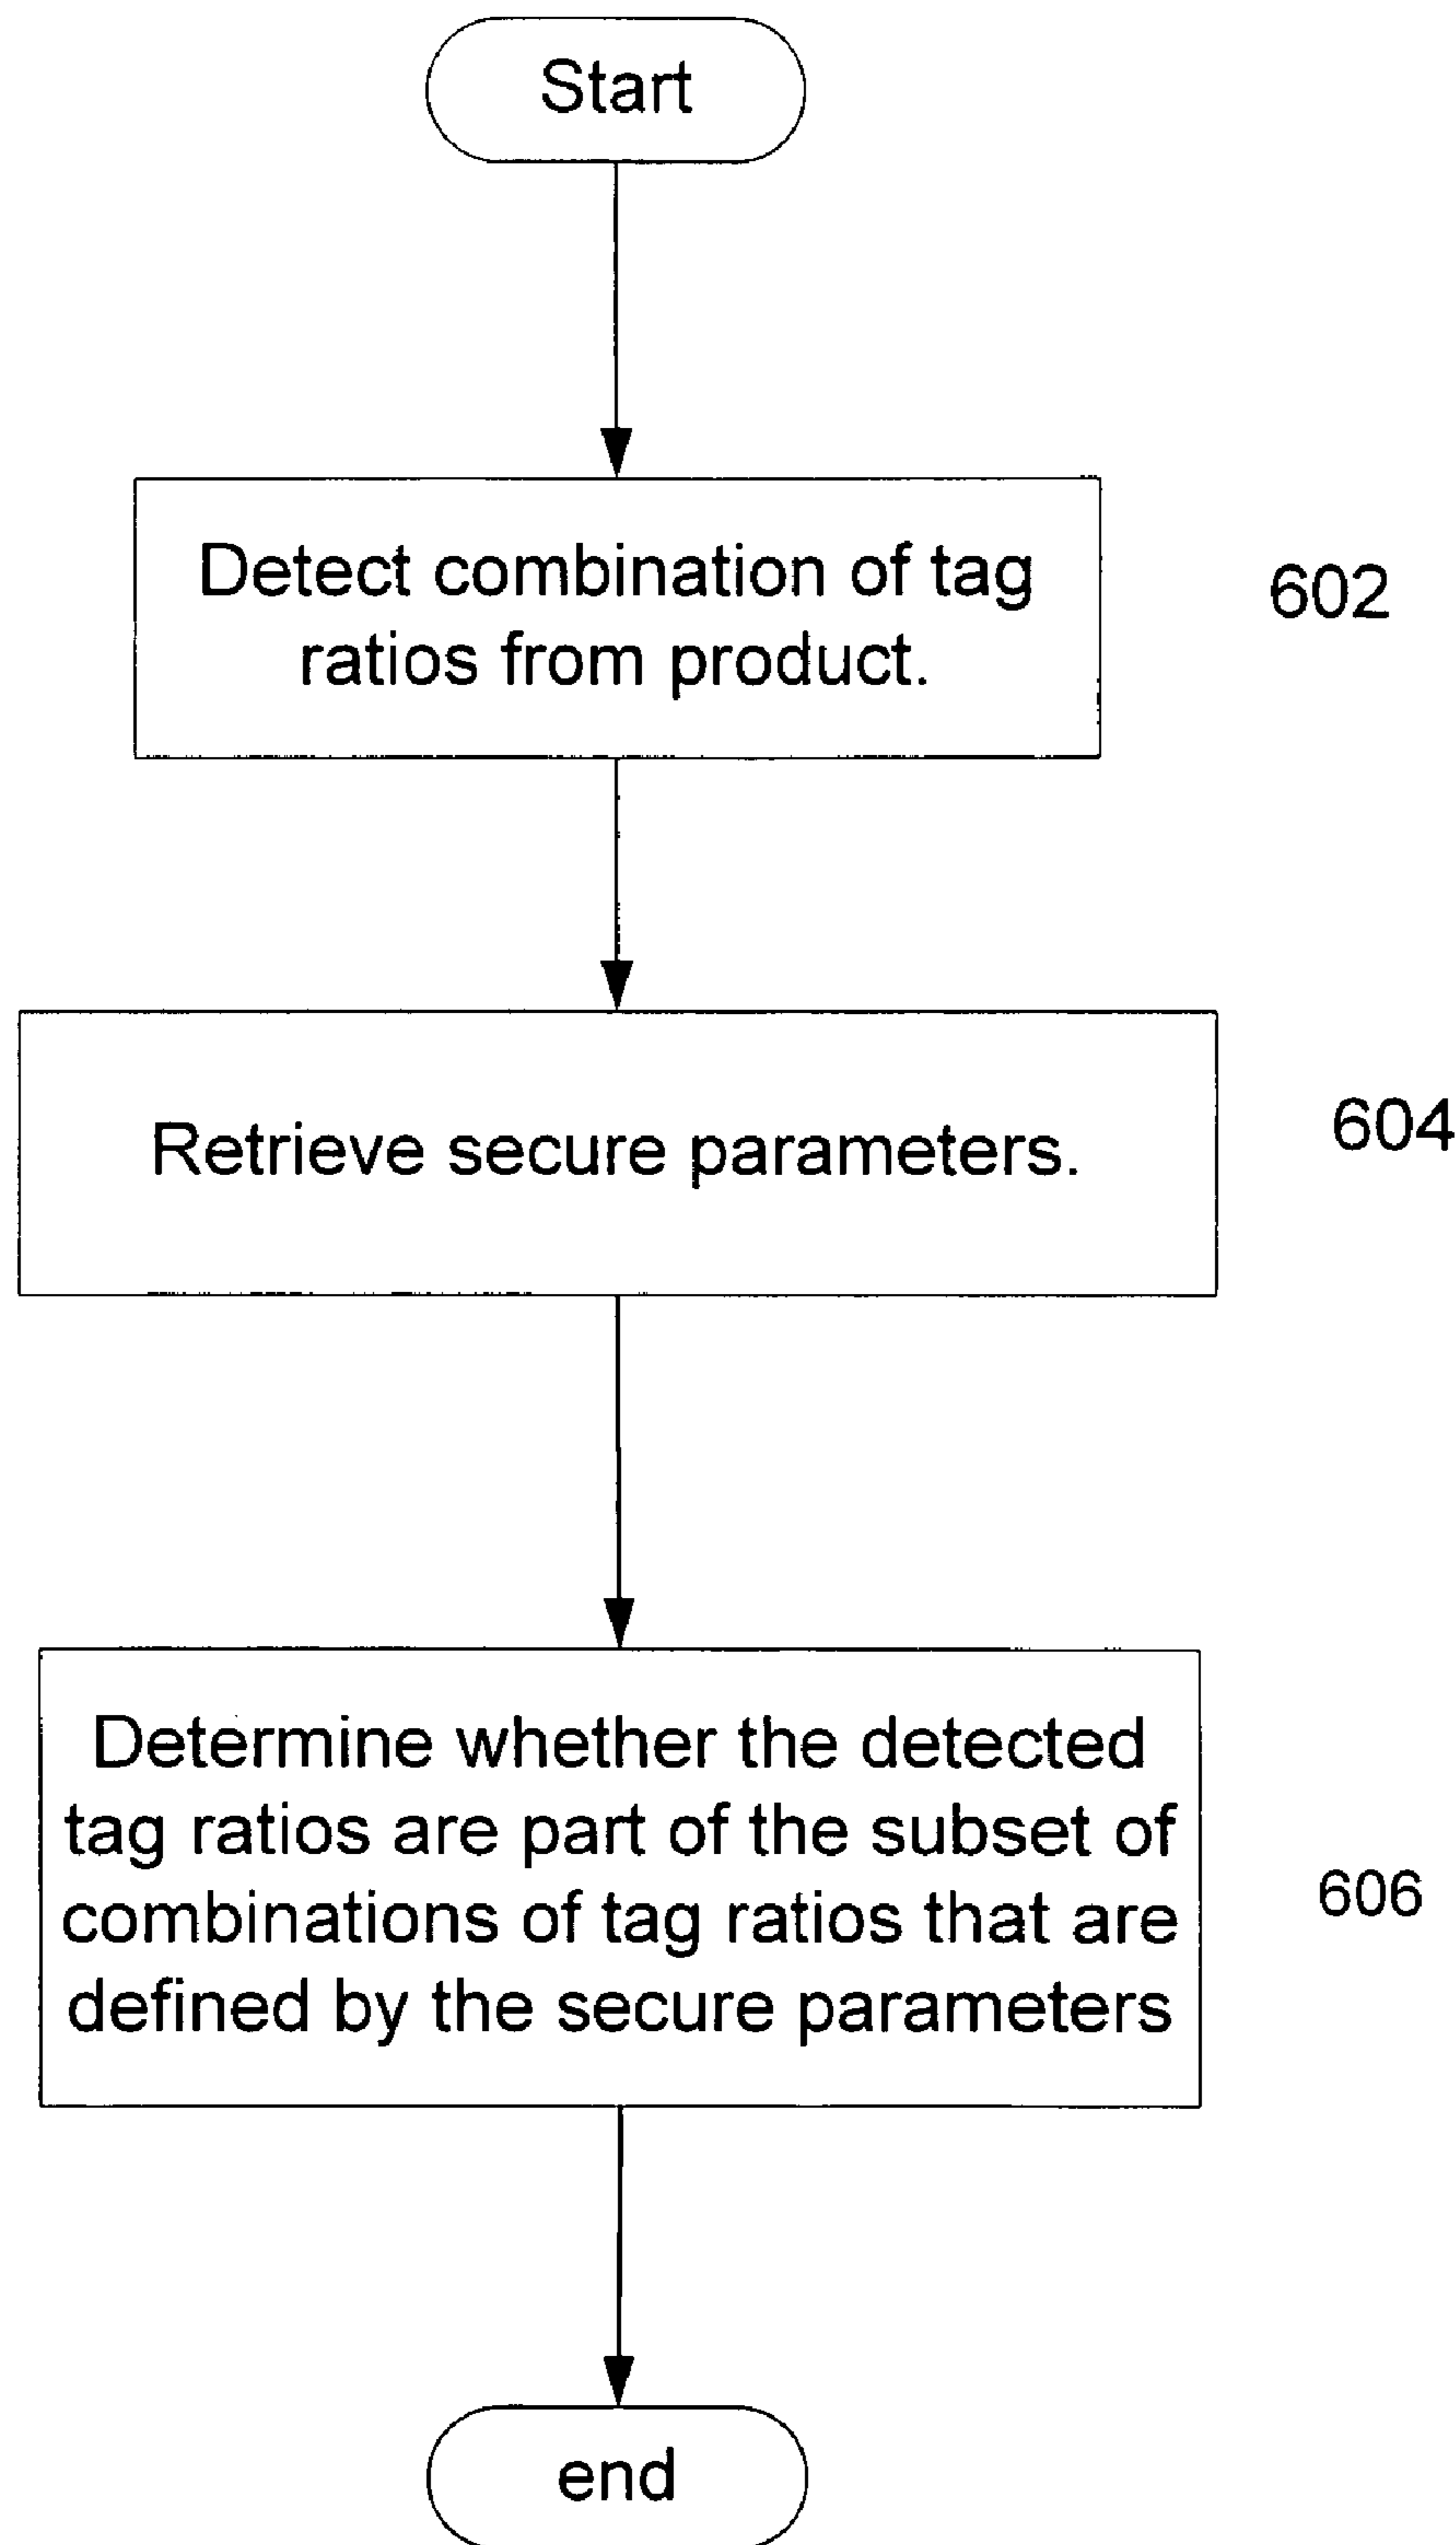 Start
Detect combination of tag
ratios from product.
602
Retrieve secure parameters.
604
Determine whether the detected
tag ratios are part of the subset of
combinations of tag ratios that are
defined by the secure parameters
606
end